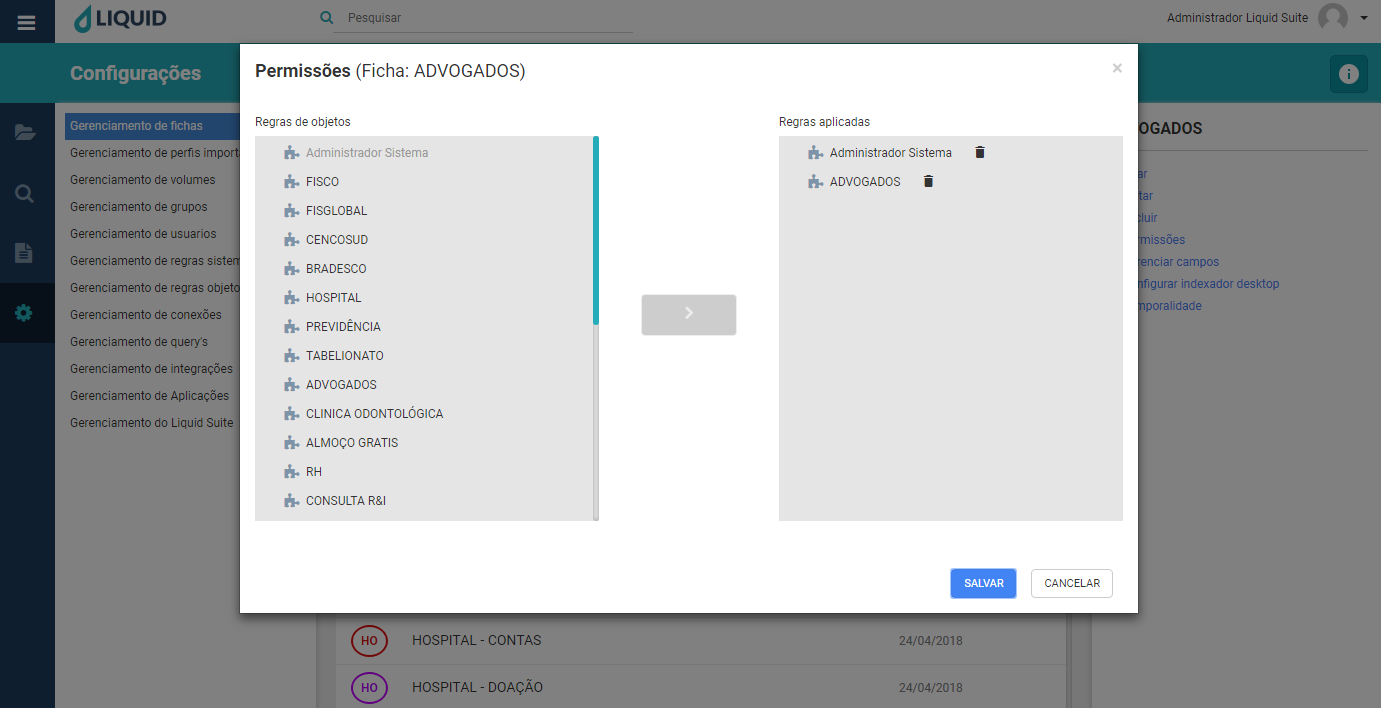 LIQUID
Pesquisar
Administrador Liquid Suite
Configurações
Permissões (Ficha: ADVOGADOS)
×
Gerenciamento de fichas
Gerenciamento de perfis import
Gerenciamento de volumes
Gerenciamento de grupos
Gerenciamento de usuarios
Gerenciamento de regras sistem
Gerenciamento de regras objeto
Gerenciamento de conexões
Gerenciamento de query's
Gerenciamento de integrações
Gerenciamento de Aplicações
Gerenciamento do Liquid Suite
Regras de objetos
Administrador Sistema
FISCO
FISGLOBAL
CENCOSUD
BRADESCO
HOSPITAL
PREVIDÊNCIA
TABELIONATO
ADVOGADOS
CLINICA ODONTOLÓGICA
ALMOÇO GRATIS
RH
CONSULTA R&I
Regras aplicadas
Administrador Sistema
ADVOGADOS
SALVAR
CANCELAR
OGADOS
ar
tar
cluir
rmissões
renciar campos
nfigurar indexador desktop
mporalidade
HO HOSPITAL - CONTAS 24/04/2018
HO HOSPITAL - DOAÇÃO 24/04/2018